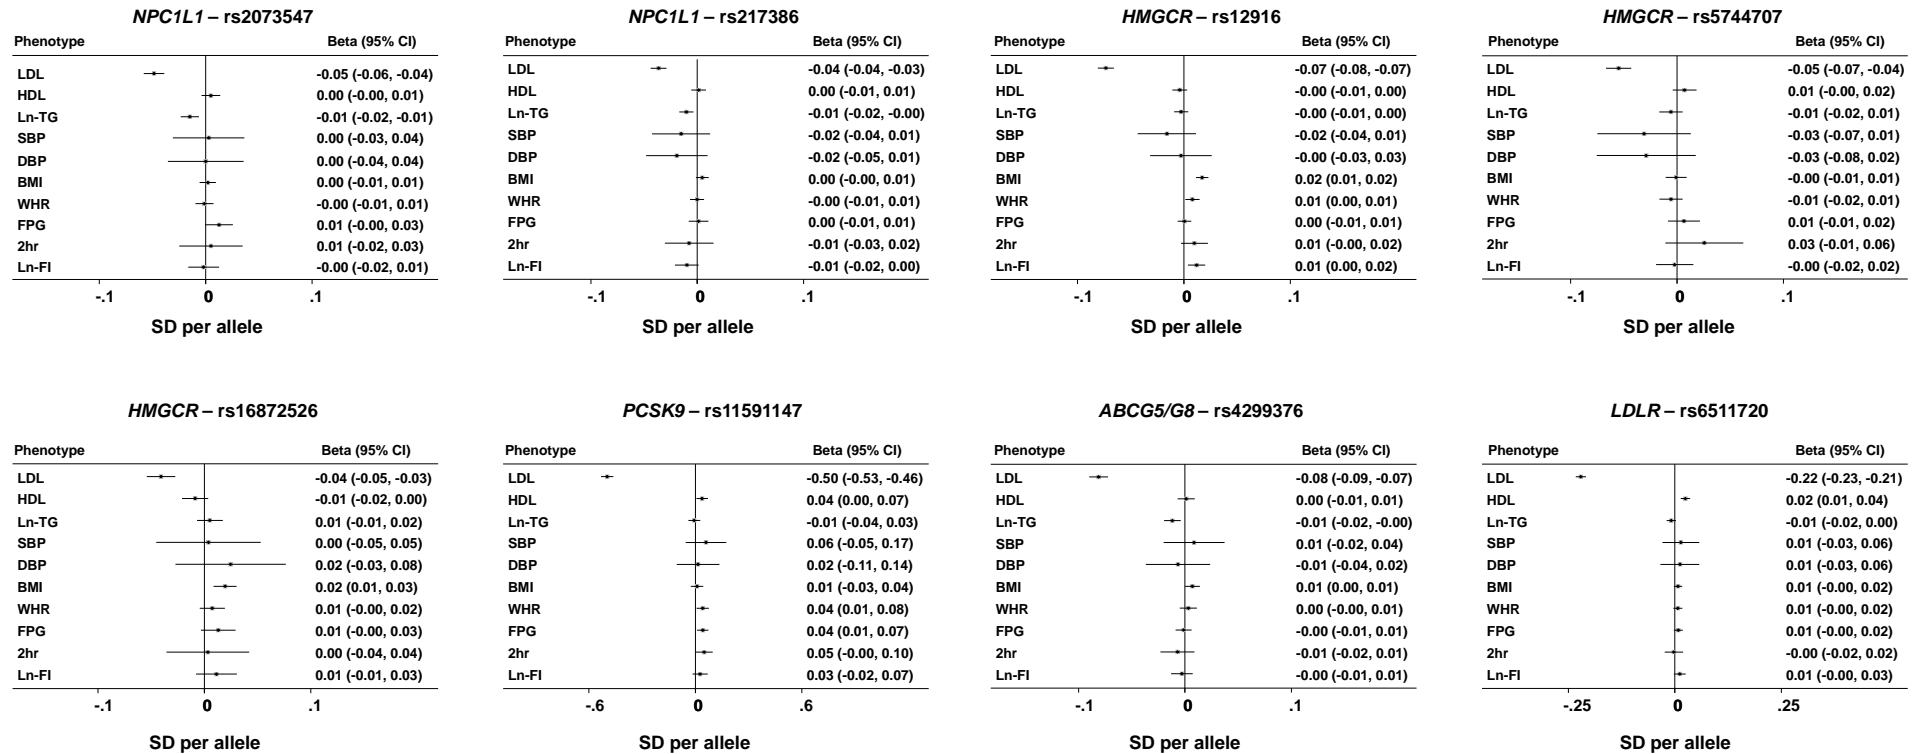 NPC1L1 – rs2073547
Phenotype Beta (95% CI)
LDL -0.05 (-0.06, -0.04)
HDL 0.00 (-0.00, 0.01)
Ln-TG -0.01 (-0.02, -0.01)
SBP 0.00 (-0.03, 0.04)
DBP 0.00 (-0.04, 0.04)
BMI 0.00 (-0.01, 0.01)
WHR -0.00 (-0.01, 0.01)
FPG 0.01 (-0.00, 0.03)
2hr 0.01 (-0.02, 0.03)
Ln-FI -0.00 (-0.02, 0.01)
-.1 0 .1
SD per allele
NPC1L1 – rs217386
Phenotype Beta (95% CI)
LDL -0.04 (-0.04, -0.03)
HDL 0.00 (-0.01, 0.01)
Ln-TG -0.01 (-0.02, -0.00)
SBP -0.02 (-0.04, 0.01)
DBP -0.02 (-0.05, 0.01)
BMI 0.00 (-0.00, 0.01)
WHR -0.00 (-0.01, 0.01)
FPG 0.00 (-0.01, 0.01)
2hr -0.01 (-0.03, 0.02)
Ln-FI -0.01 (-0.02, 0.00)
-.1 0 .1
SD per allele
HMGCR – rs12916
Phenotype Beta (95% CI)
LDL -0.07 (-0.08, -0.07)
HDL -0.00 (-0.01, 0.00)
Ln-TG -0.00 (-0.01, 0.00)
SBP -0.02 (-0.04, 0.01)
DBP -0.00 (-0.03, 0.03)
BMI 0.02 (0.01, 0.02)
WHR 0.01 (0.00, 0.01)
FPG 0.00 (-0.01, 0.01)
2hr 0.01 (-0.00, 0.02)
Ln-FI 0.01 (0.00, 0.02)
-.1 0 .1
SD per allele
HMGCR – rs5744707
Phenotype Beta (95% CI)
LDL -0.05 (-0.07, -0.04)
HDL 0.01 (-0.00, 0.02)
Ln-TG -0.01 (-0.02, 0.01)
SBP -0.03 (-0.07, 0.01)
DBP -0.03 (-0.08, 0.02)
BMI -0.00 (-0.01, 0.01)
WHR -0.01 (-0.02, 0.01)
FPG 0.01 (-0.01, 0.02)
2hr 0.03 (-0.01, 0.06)
Ln-FI -0.00 (-0.02, 0.02)
-.1 0 .1
SD per allele
HMGCR – rs16872526
Phenotype Beta (95% CI)
LDL -0.04 (-0.05, -0.03)
HDL -0.01 (-0.02, 0.00)
Ln-TG 0.01 (-0.01, 0.02)
SBP 0.00 (-0.05, 0.05)
DBP 0.02 (-0.03, 0.08)
BMI 0.02 (0.01, 0.03)
WHR 0.01 (-0.00, 0.02)
FPG 0.01 (-0.00, 0.03)
2hr 0.00 (-0.04, 0.04)
Ln-FI 0.01 (-0.01, 0.03)
-.1 0 .1
SD per allele
PCSK9 – rs11591147
Phenotype Beta (95% CI)
LDL -0.50 (-0.53, -0.46)
HDL 0.04 (0.00, 0.07)
Ln-TG -0.01 (-0.04, 0.03)
SBP 0.06 (-0.05, 0.17)
DBP 0.02 (-0.11, 0.14)
BMI 0.01 (-0.03, 0.04)
WHR 0.04 (0.01, 0.08)
FPG 0.04 (0.01, 0.07)
2hr 0.05 (-0.00, 0.10)
Ln-FI 0.03 (-0.02, 0.07)
-.6 0 .6
SD per allele
ABCG5/G8 – rs4299376
Phenotype Beta (95% CI)
LDL -0.08 (-0.09, -0.07)
HDL 0.00 (-0.01, 0.01)
Ln-TG -0.01 (-0.02, -0.00)
SBP 0.01 (-0.02, 0.04)
DBP -0.01 (-0.04, 0.02)
BMI 0.01 (0.00, 0.01)
WHR 0.00 (-0.00, 0.01)
FPG -0.00 (-0.01, 0.01)
2hr -0.01 (-0.02, 0.01)
Ln-FI -0.00 (-0.01, 0.01)
-.1 0 .1
SD per allele
LDLR – rs6511720
Phenotype Beta (95% CI)
LDL -0.22 (-0.23, -0.21)
HDL 0.02 (0.01, 0.04)
Ln-TG -0.01 (-0.02, 0.00)
SBP 0.01 (-0.03, 0.06)
DBP 0.01 (-0.03, 0.06)
BMI 0.01 (-0.00, 0.02)
WHR 0.01 (-0.00, 0.02)
FPG 0.01 (-0.00, 0.02)
2hr -0.00 (-0.02, 0.02)
Ln-FI 0.01 (-0.00, 0.03)
-.25 0 .25
SD per allele